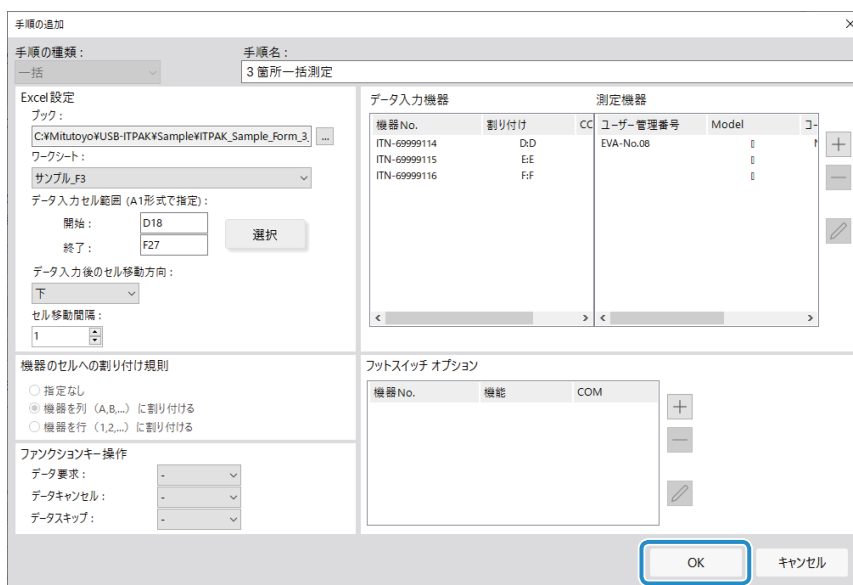 手順の追加
手順の種類：
手順名：
一括
3 箇所一括測定
Excel設定
ブック：
C:¥Mitutoyo¥USB-ITPAK¥Sample¥ITPAK_Sample_Form_3_
...
ワークシート：
サンプル_F3
データ入力セル範囲 (A1形式で指定)：
開始：
D18
終了：
F27
選択
データ入力後のセル移動方向：
下
セル移動間隔：
1
機器のセルへの割り付け規則
指定なし
機器を列（A,B,...）に割り付ける
機器を行（1,2,...）に割り付ける
ファンクションキー操作
データ要求： -
データキャンセル： -
データスキップ： -
データ入力機器
機器No. 割り付け CC
ITN-69999114 D:D
ITN-69999115 E:E
ITN-69999116 F:F
測定機器
ユーザー管理番号 Model コ-
EVA-No.08
フットスイッチ オプション
機器No. 機能 COM
OK
キャンセル